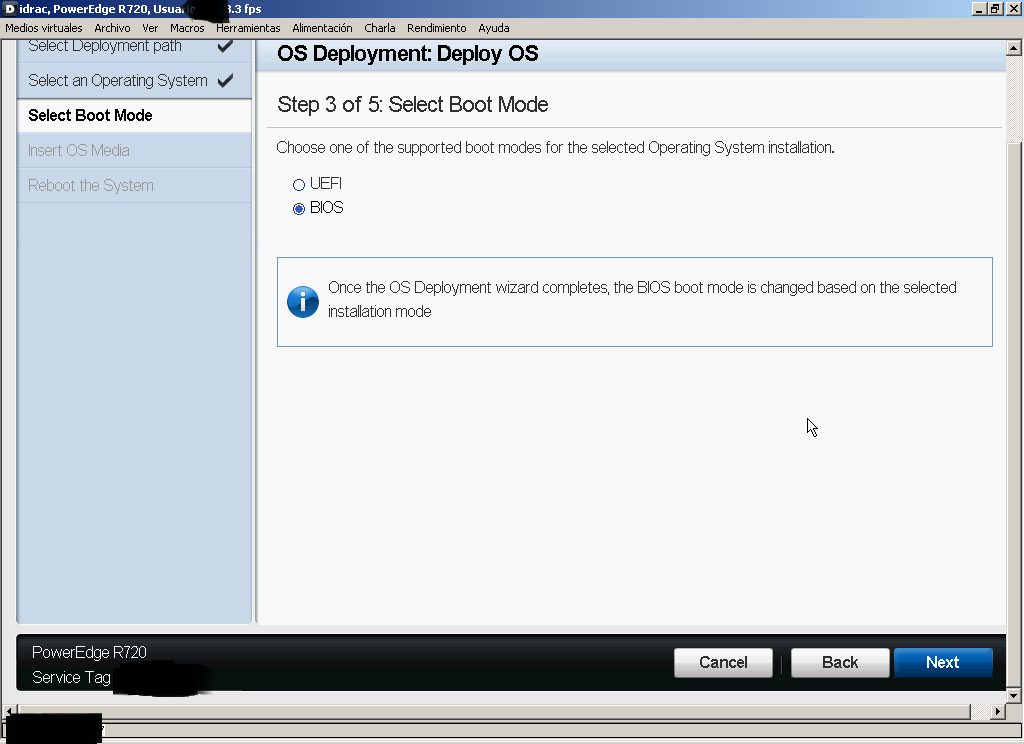 idrac, PowerEdge R720, 3.3 fps
Medios virtuales Archivo Ver Macros Herramientas Alimentación Charla Rendimiento Ayuda
Select Deployment path
Select an Operating System
Select Boot Mode
Insert OS Media
Reboot the System
OS Deployment: Deploy OS
Step 3 of 5: Select Boot Mode
Choose one of the supported boot modes for the selected Operating System installation.
UEFI
BIOS
Once the OS Deployment wizard completes, the BIOS boot mode is changed based on the selected
installation mode
PowerEdge R720
Service Tag
Cancel
Back
Next